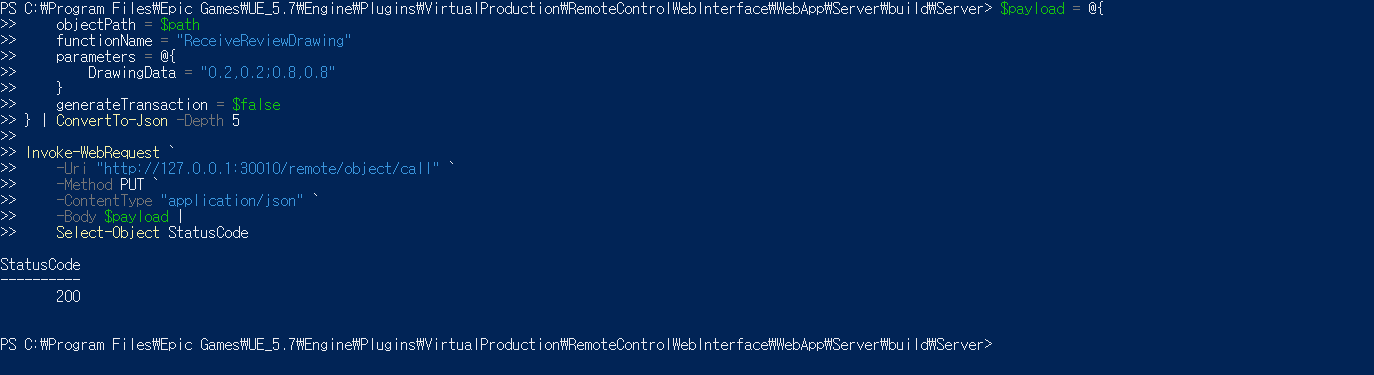 PS C:₩Program Files₩Epic Games₩UE_5.7₩Engine₩Plugins₩VirtualProduction₩RemoteControlWebInterface₩WebApp₩Server₩build₩Server> $payload = @{
>>     objectPath = $path
>>     functionName = "ReceiveReviewDrawing"
>>     parameters = @{
>>         DrawingData = "0.2,0.2;0.8,0.8"
>>     }
>>     generateTransaction = $false
>> } | ConvertTo-Json -Depth 5
>>
>> Invoke-WebRequest `
>>     -Uri "http://127.0.0.1:30010/remote/object/call" `
>>     -Method PUT `
>>     -ContentType "application/json" `
>>     -Body $payload |
>>     Select-Object StatusCode

StatusCode
----------
       200


PS C:₩Program Files₩Epic Games₩UE_5.7₩Engine₩Plugins₩VirtualProduction₩RemoteControlWebInterface₩WebApp₩Server₩build₩Server>